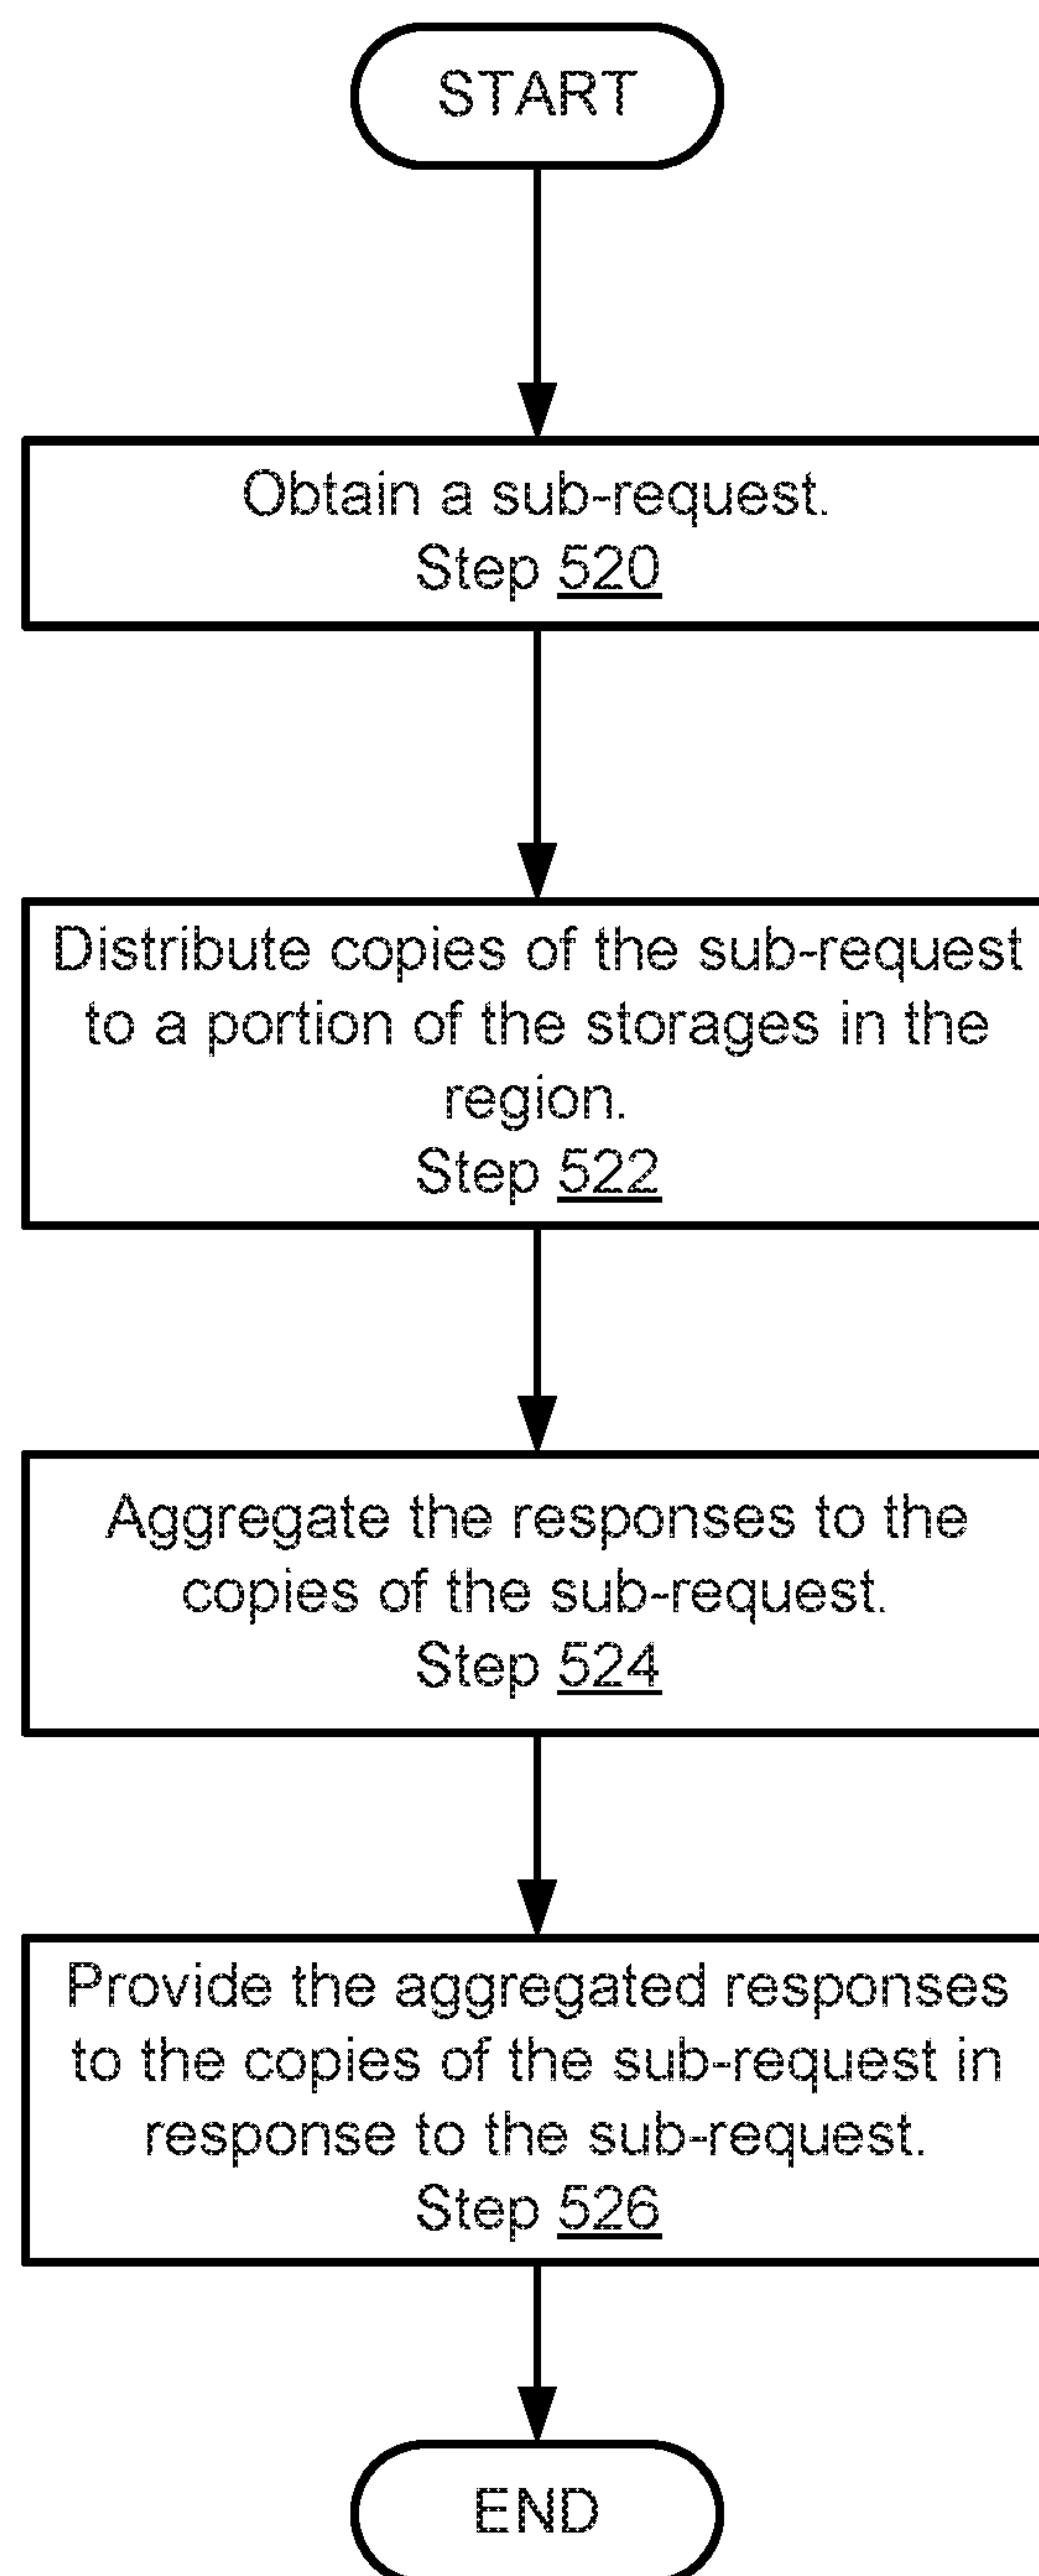 START
Obtain a sub-request.
Step 520
Distribute copies of the sub-request
to a portion of the storages in the
region.
Step 522
Aggregate the responses to the
copies of the sub-request.
Step 524
Provide the aggregated responses
to the copies of the sub-request in
response to the sub-request.
Step 526
END